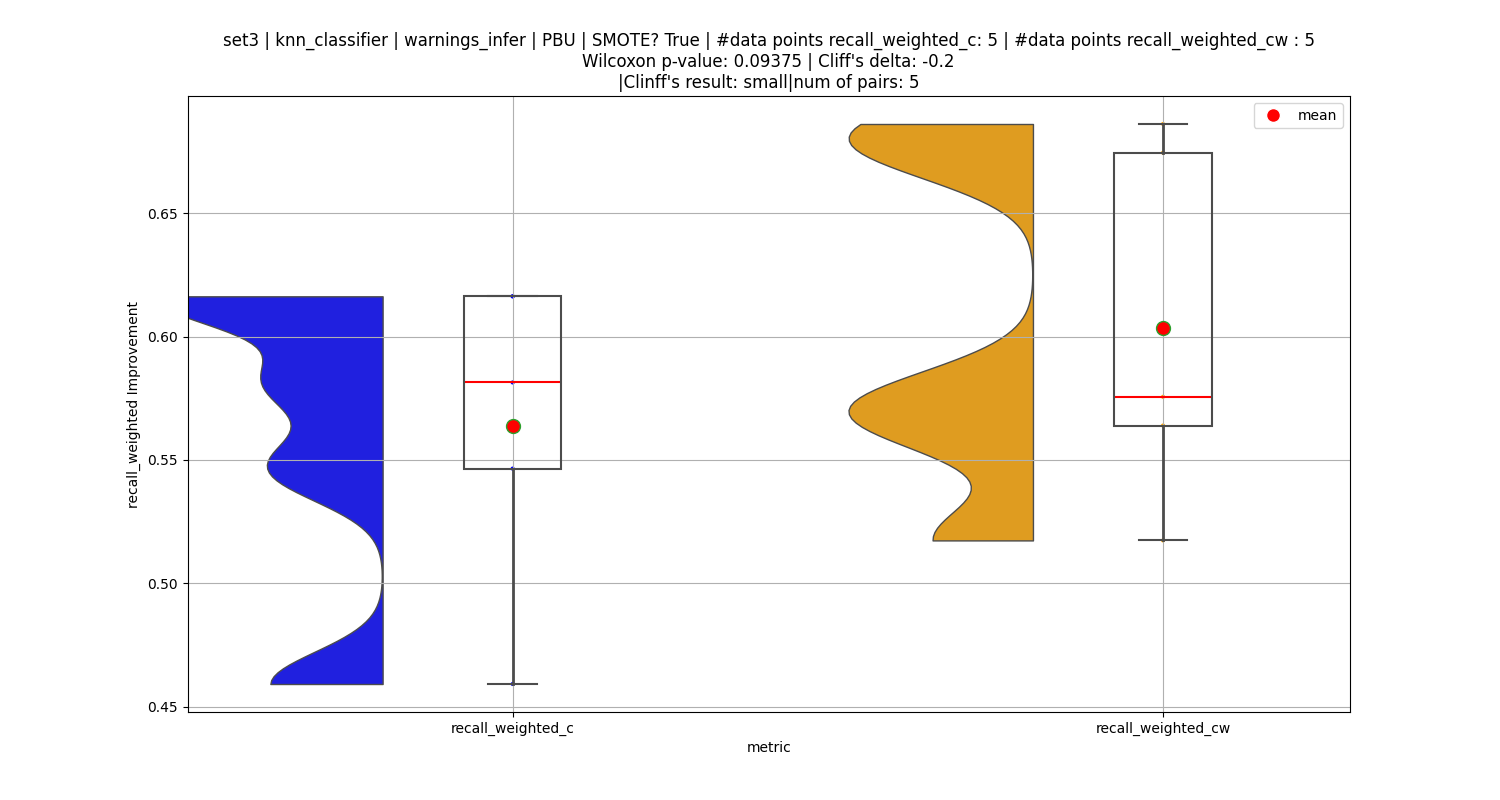 set3 | knn_classifier | warnings_infer | PBU | SMOTE? True | #data points recall_weighted_c: 5 | #data points recall_weighted_cw : 5
Wilcoxon p-value: 0.09375 | Cliff's delta: -0.2
|Clinff's result: small|num of pairs: 5
mean
0.65
0.60
0.55
0.50
0.45
recall_weighted Improvement
recall_weighted_c
recall_weighted_cw
metric